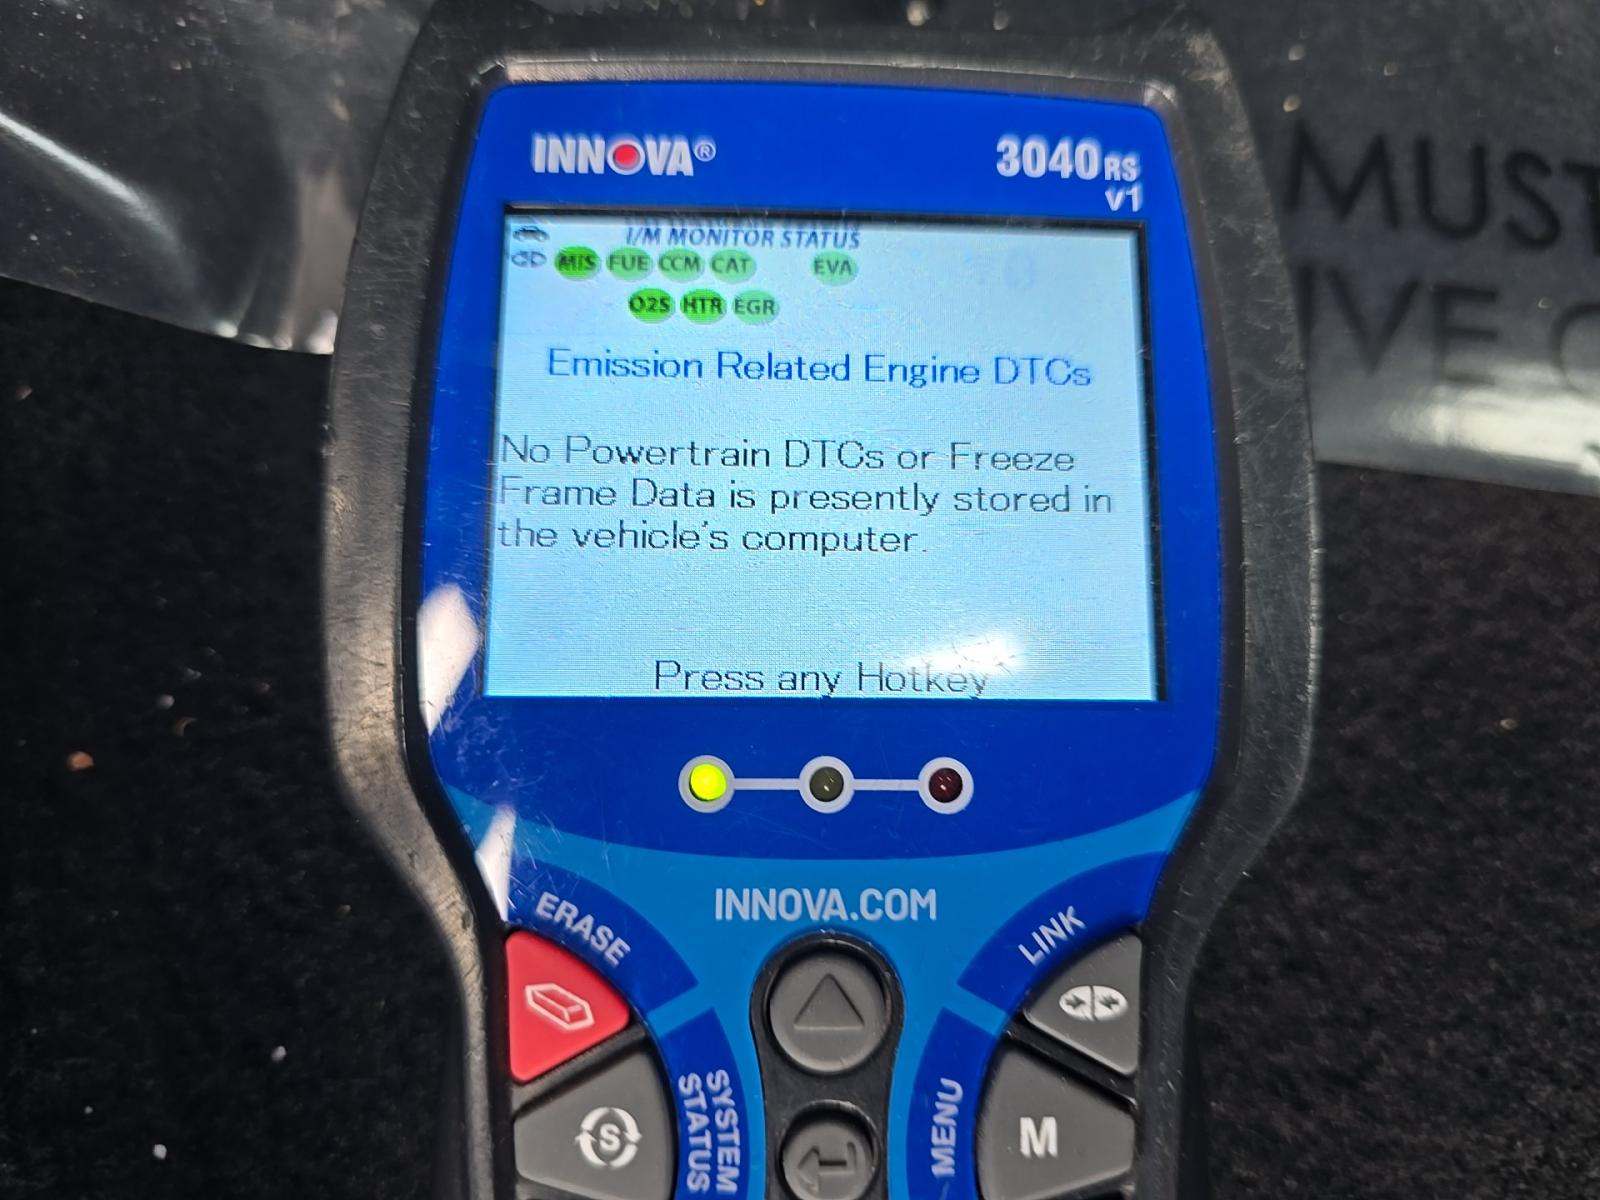 INNOVA®
3040RS
v1
I/M MONITOR STATUS
MIS FUE CCM CAT EVA
O2S HTR EGR
Emission Related Engine DTCs
No Powertrain DTCs or Freeze
Frame Data is presently stored in
the vehicle's computer.
Press any Hotkey
INNOVA.COM
ERASE
LINK
SYSTEM
STATUS
S
MENU
M
MUST